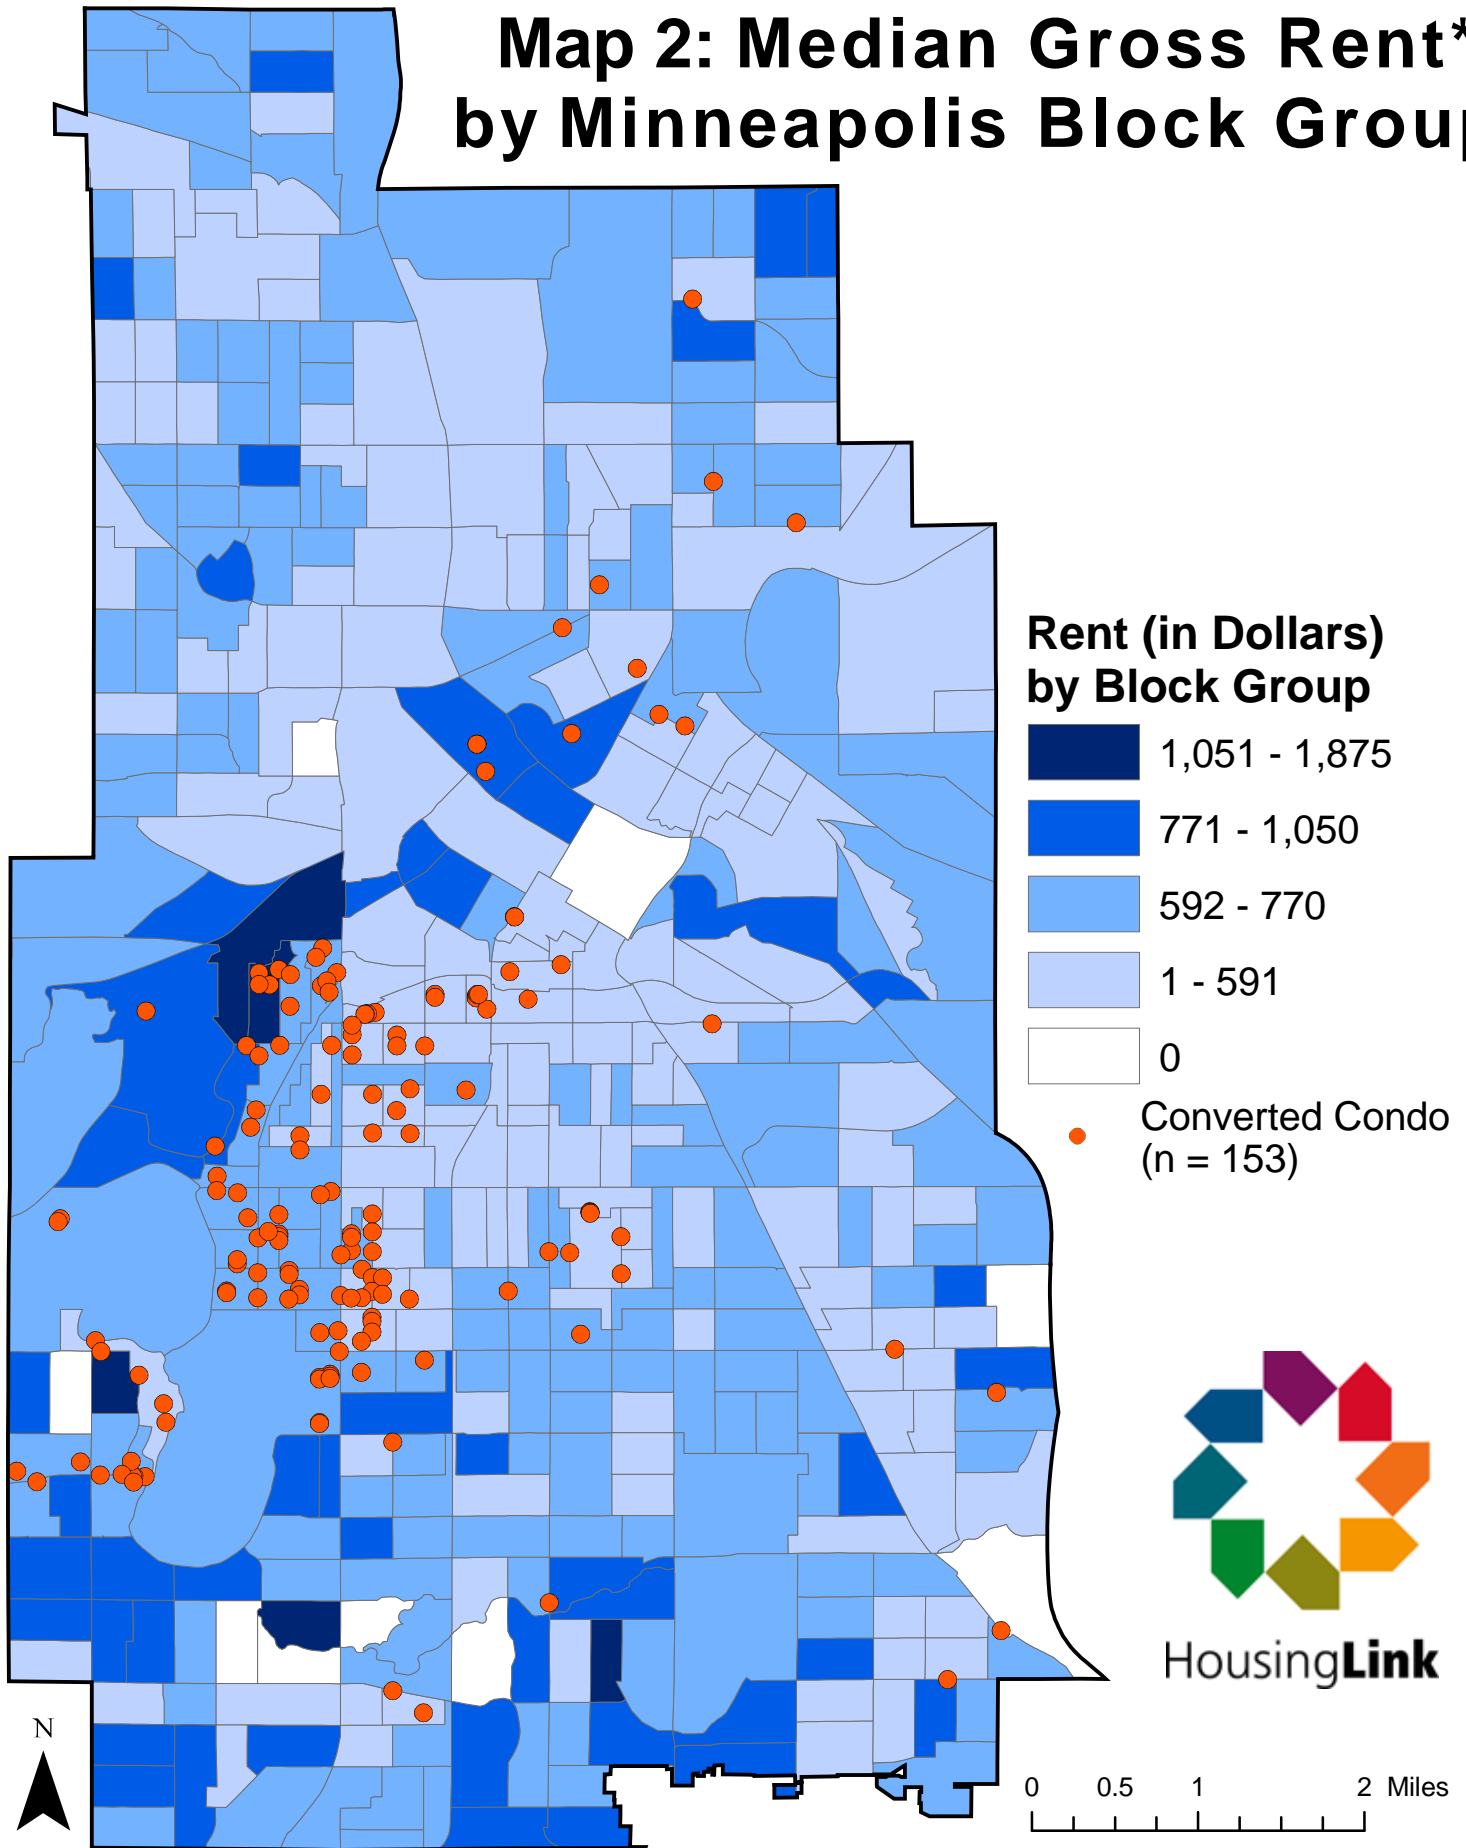 Map 2: Median Gross Rent*
by Minneapolis Block Group
Rent (in Dollars)
by Block Group
1,051 - 1,875
771 - 1,050
592 - 770
1 - 591
0
Converted Condo
(n = 153)
HousingLink
N
0 0.5 1 2 Miles